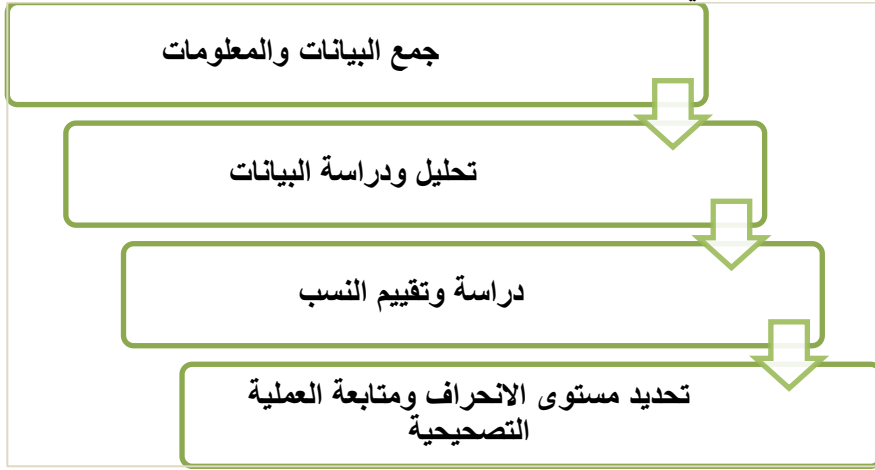 جمع البيانات والمعلومات
تحليل ودراسة البيانات
دراسة وتقييم النسب
تحديد مستوى الانحراف ومتابعة العملية
التصحيحية